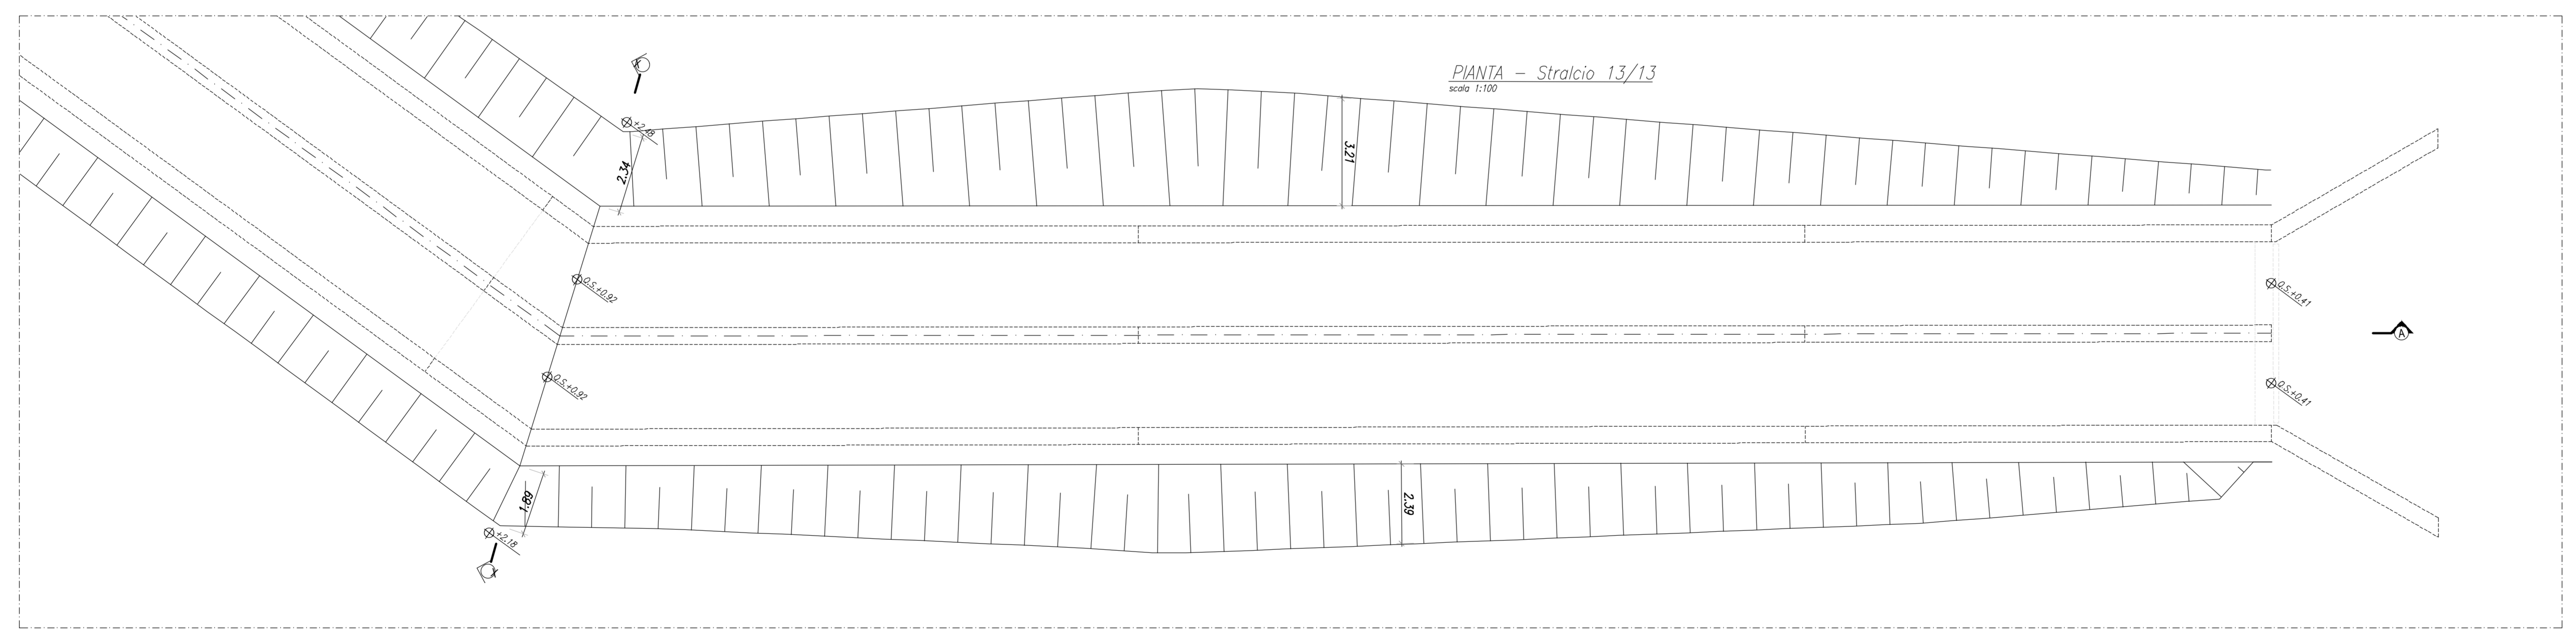 X
PIANTA - Stralcio 13/13
scala 1:100
+2.48
2.34
3.21
Q.S.+0.92
Q.S.+0.41
A
Q.S.+0.92
Q.S.+0.41
1.89
2.39
+2.18
X